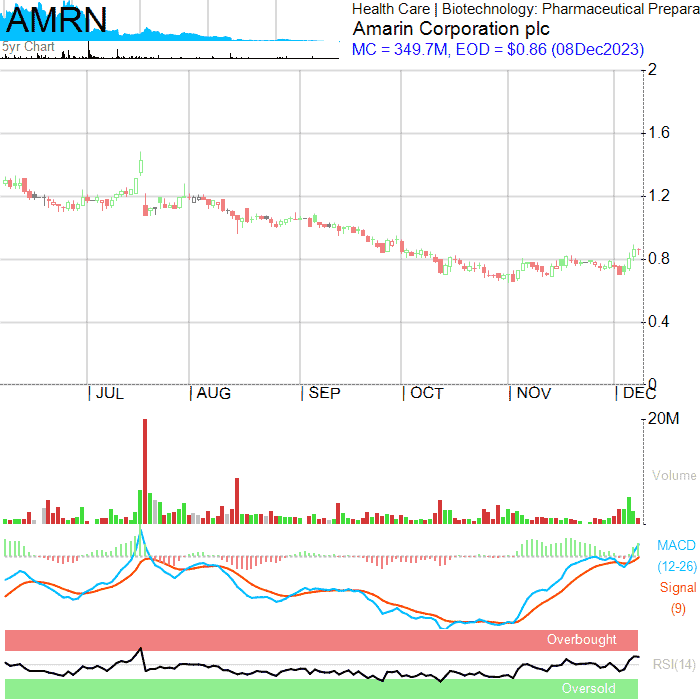 AMRN
5yr Chart
Health Care | Biotechnology: Pharmaceutical Prepara
Amarin Corporation plc
MC = 349.7M, EOD = $0.86 (08Dec2023)
2
1.6
1.2
0.8
0.4
0
JUL
AUG
SEP
OCT
NOV
DEC
20M
Volume
MACD
(12-26)
Signal
(9)
Overbought
RSI(14)
Oversold